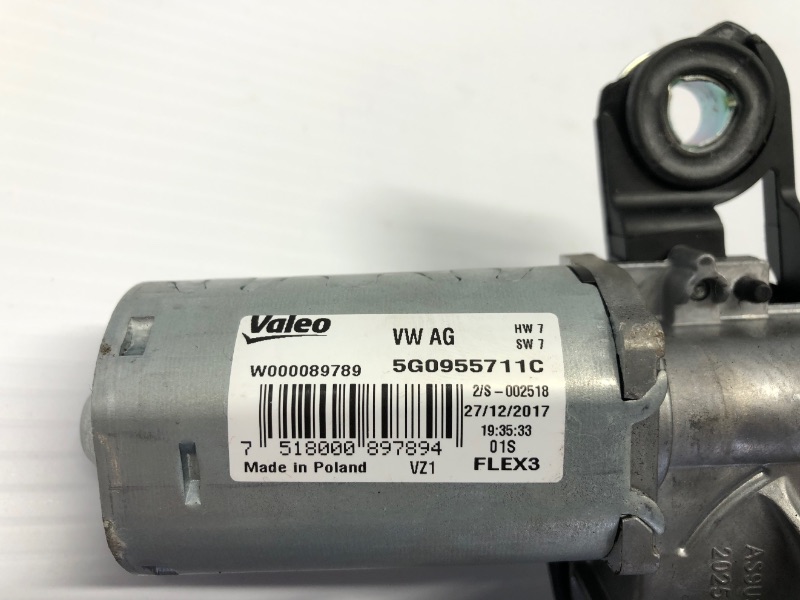 Valeo
VW AG
HW 7
SW 7
W000089789
5G0955711C
2/S-002518
27/12/2017
19:35:33
7 518000 897894
01S
Made in Poland
VZ1
FLEX3